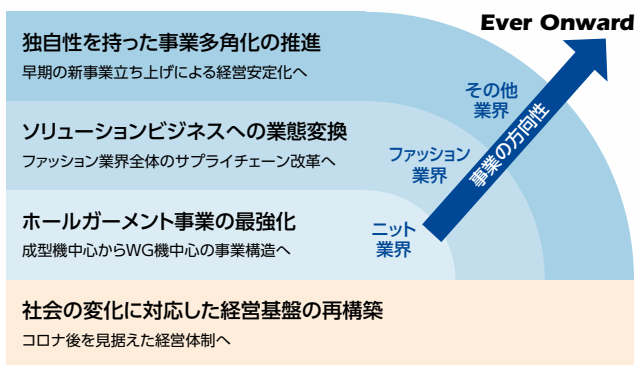 Ever Onward
独自性を持った事業多角化の推進
早期の新事業立ち上げによる経営安定化へ
その他
業界
ソリューションビジネスへの業態変換
ファッション業界全体のサプライチェーン改革へ
ファッション
業界
事業の方向性
ホールガーメント事業の最強化
成型機中心からWG機中心の事業構造へ
ニット
業界
社会の変化に対応した経営基盤の再構築
コロナ後を見据えた経営体制へ